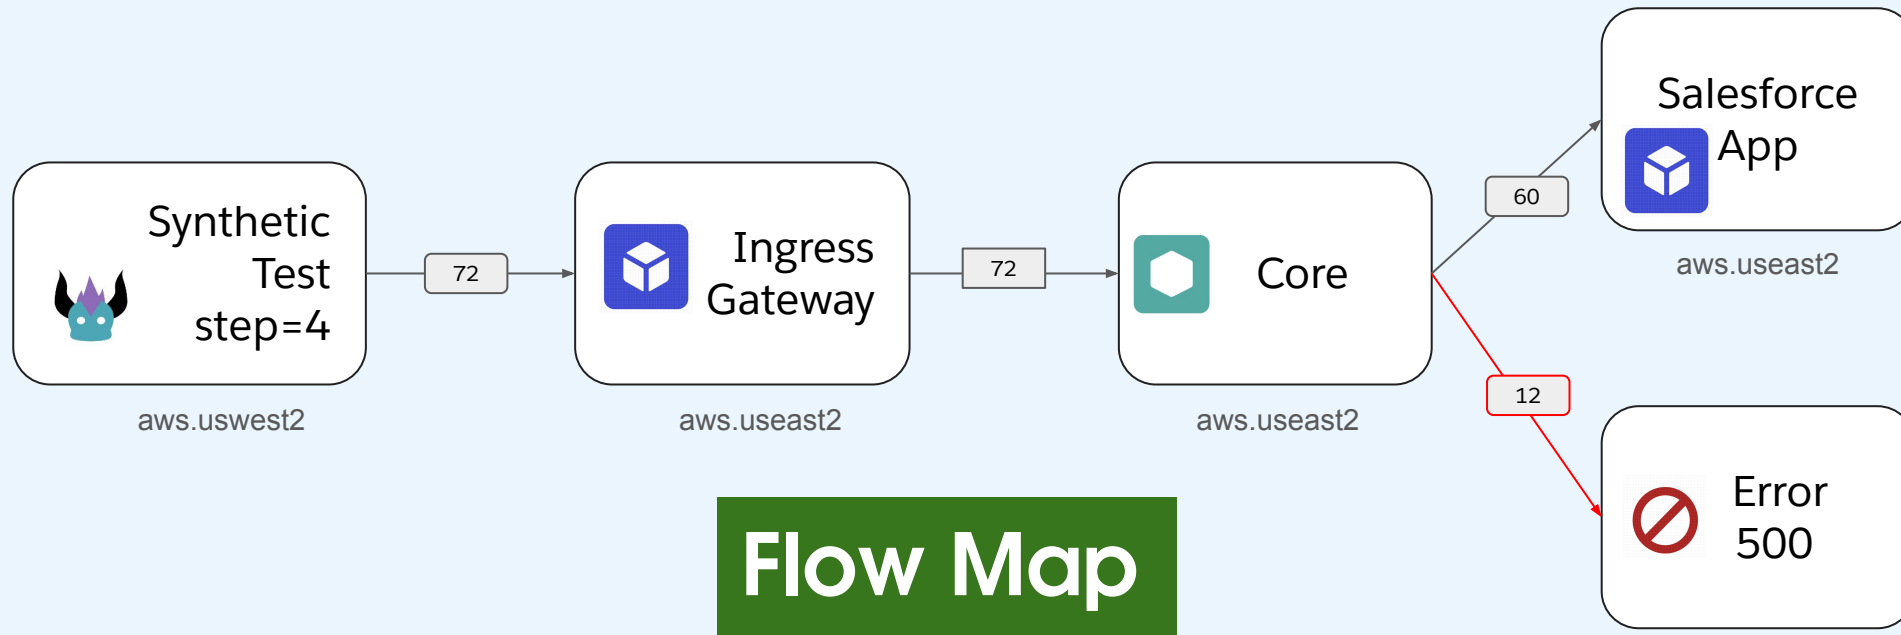 Synthetic
Test
step=4
aws.uswest2
72
Ingress
Gateway
aws.useast2
72
Core
aws.useast2
60
Salesforce
App
aws.useast2
12
Error
500
Flow Map